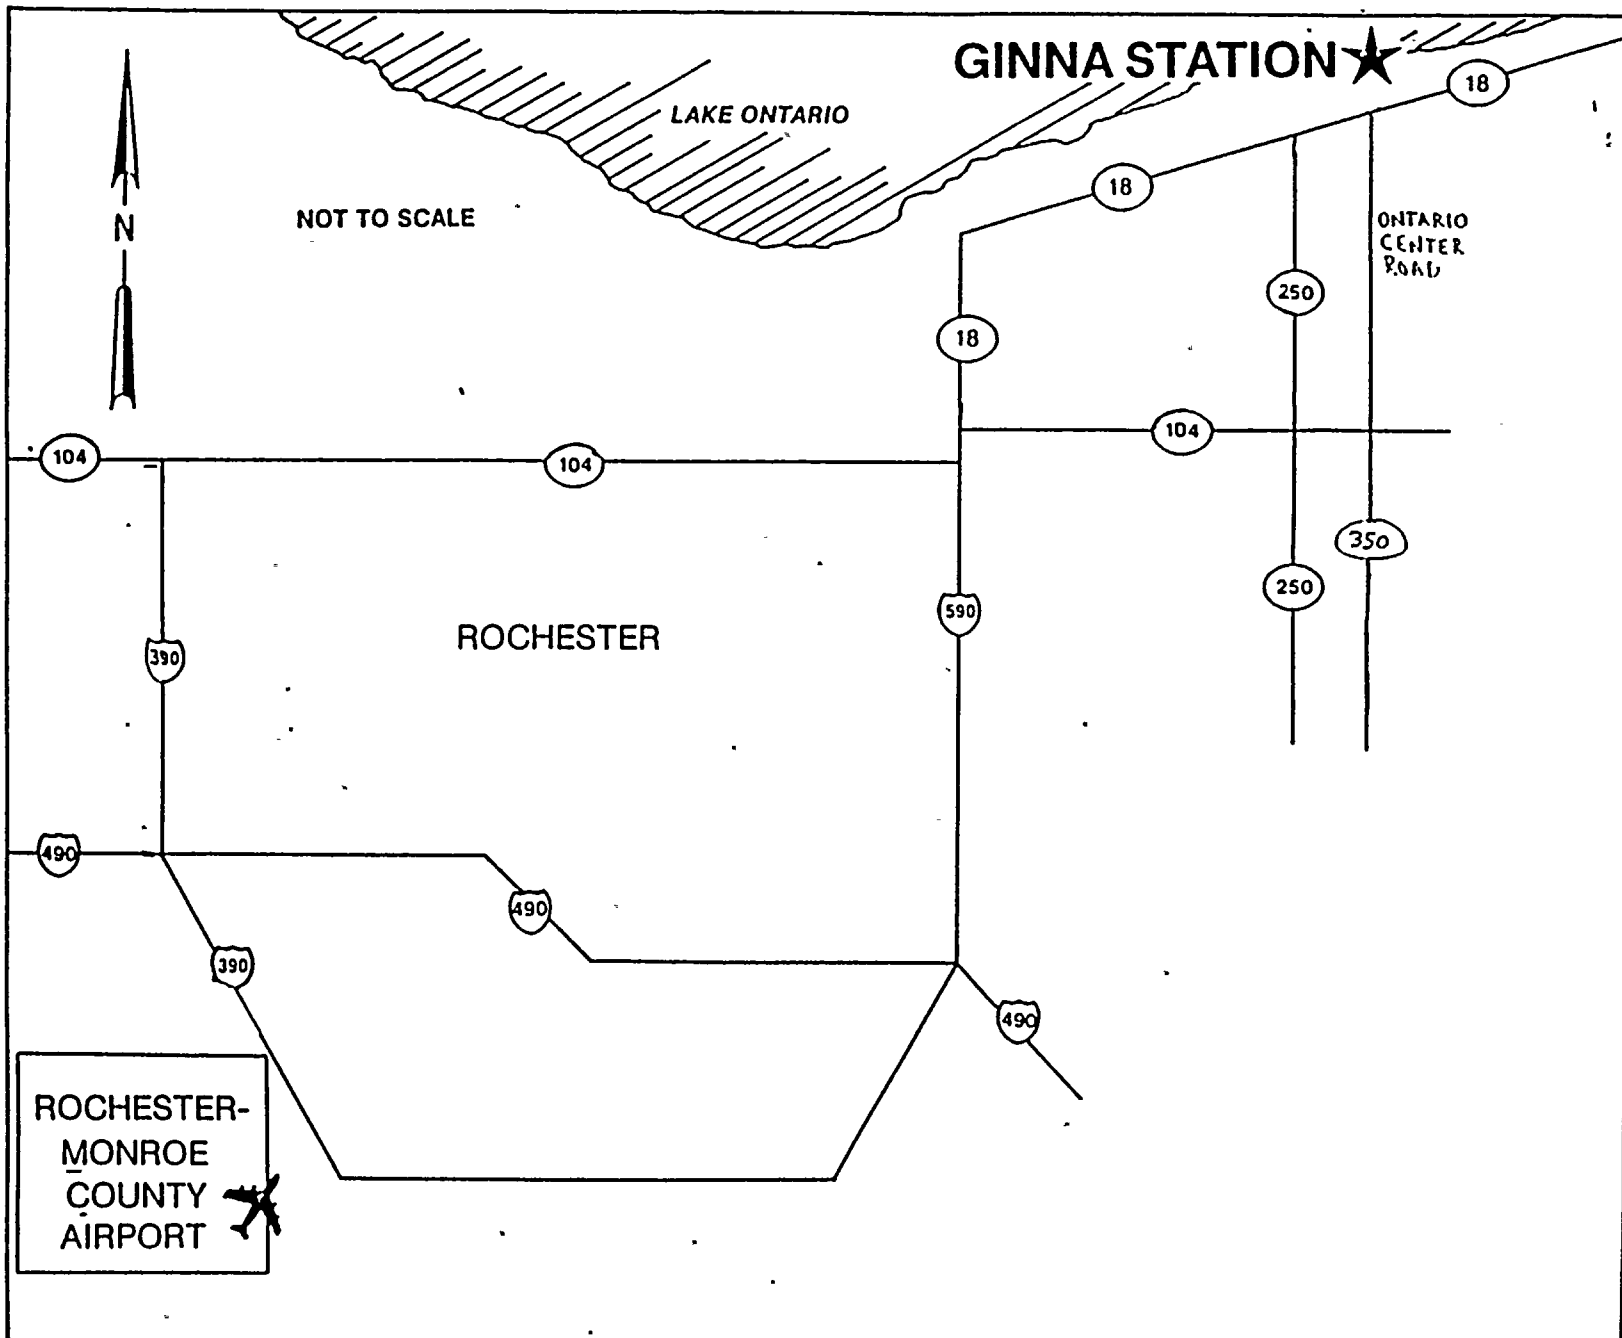 GINNA STATION
18
LAKE ONTARIO
18
N
NOT TO SCALE
ONTARIO
CENTER
ROAD
250
18
104
104
104
350
250
590
ROCHESTER
390
490
490
390
490
ROCHESTER-
MONROE
COUNTY
AIRPORT